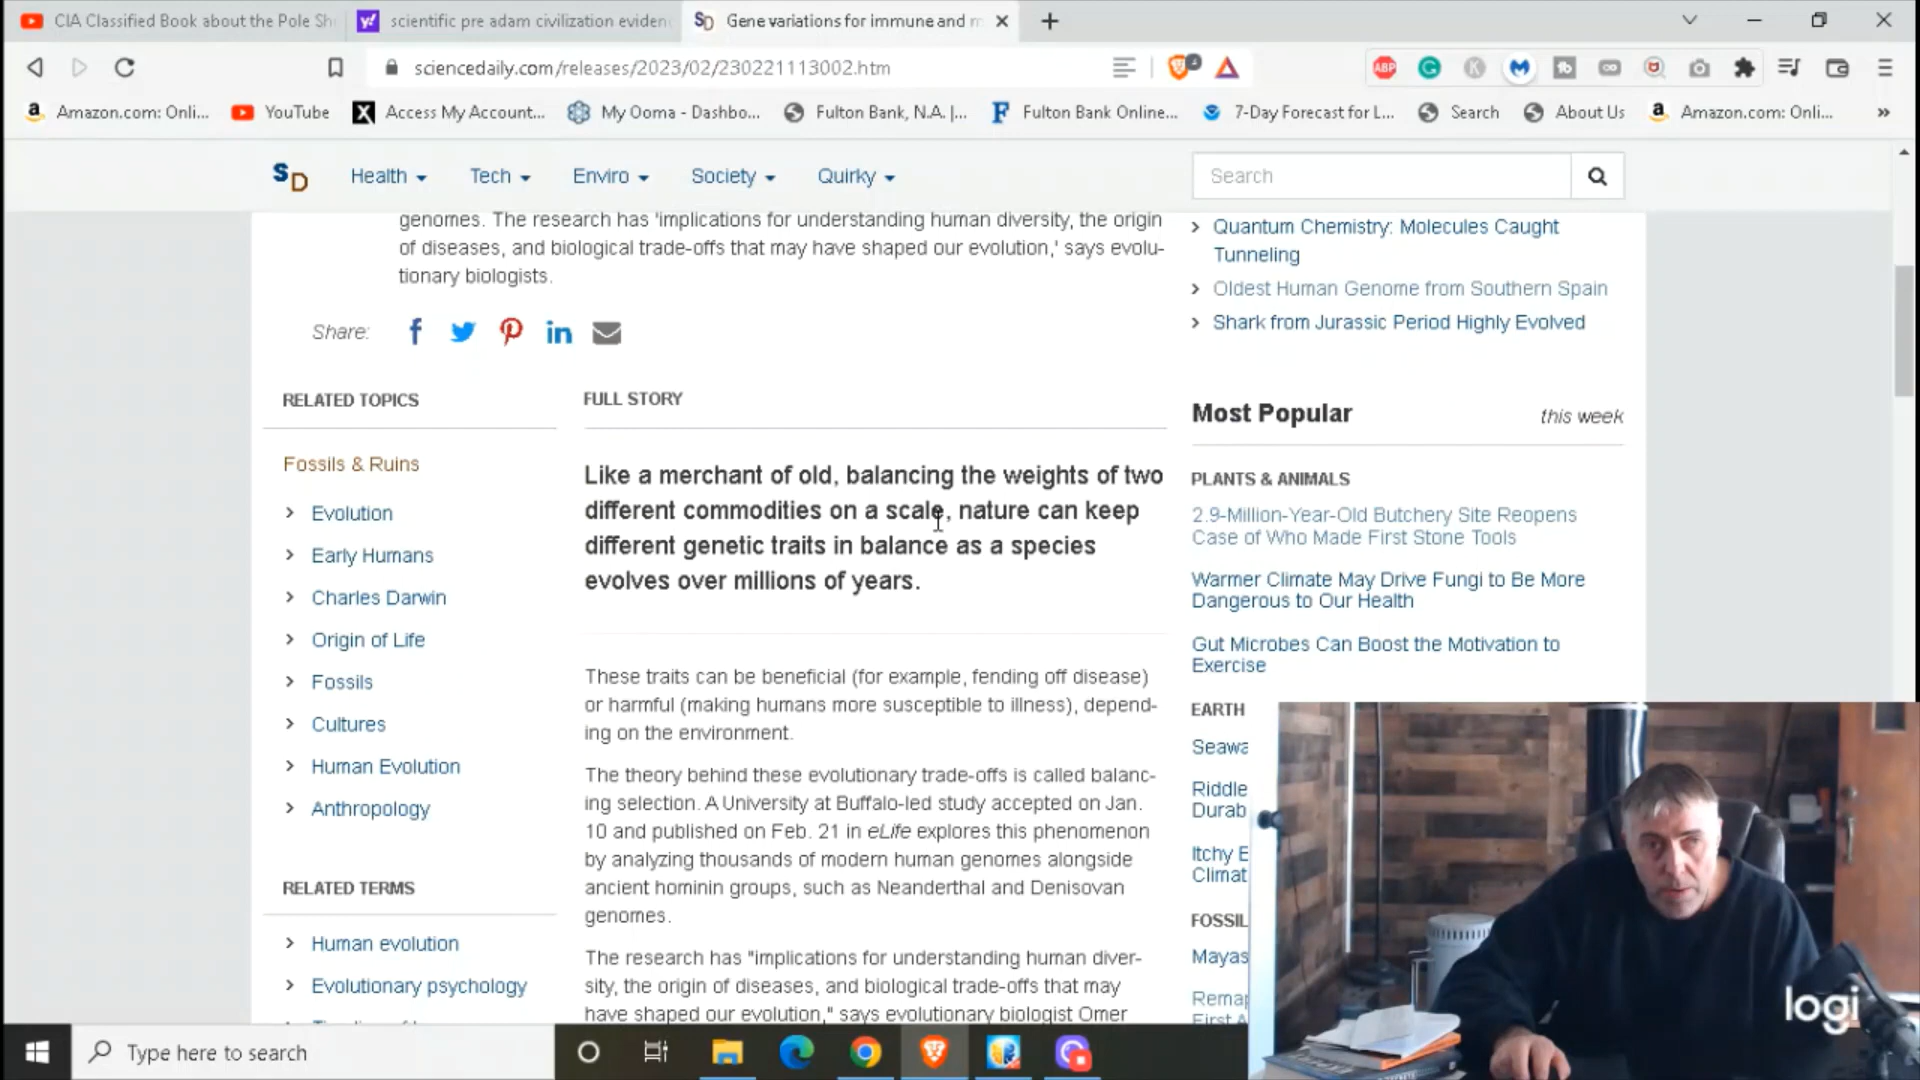 CIA Classified Book about the Pole Sh
scientific pre adam civilization eviden
Gene variations for immune and m
sciencedaily.com/releases/2023/02/230221113002.htm
Amazon.com: Onli...
YouTube
Access My Account...
My Ooma - Dashbo...
Fulton Bank, N.A. |...
Fulton Bank Online...
7-Day Forecast for L...
Search
About Us
Amazon.com: Onli...
SD
Health
Tech
Enviro
Society
Quirky
Search
genomes. The research has 'implications for understanding human diversity, the origin
of diseases, and biological trade-offs that may have shaped our evolution,' says evolu-
tionary biologists.
Share:
RELATED TOPICS
Fossils & Ruins
Evolution
Early Humans
Charles Darwin
Origin of Life
Fossils
Cultures
Human Evolution
Anthropology
RELATED TERMS
Human evolution
Evolutionary psychology
FULL STORY
Like a merchant of old, balancing the weights of two
different commodities on a scale, nature can keep
different genetic traits in balance as a species
evolves over millions of years.
These traits can be beneficial (for example, fending off disease)
or harmful (making humans more susceptible to illness), depend-
ing on the environment.
The theory behind these evolutionary trade-offs is called balanc-
ing selection. A University at Buffalo-led study accepted on Jan.
10 and published on Feb. 21 in eLife explores this phenomenon
by analyzing thousands of modern human genomes alongside
ancient hominin groups, such as Neanderthal and Denisovan
genomes.
The research has "implications for understanding human diver-
sity, the origin of diseases, and biological trade-offs that may
have shaped our evolution," says evolutionary biologist Omer
Quantum Chemistry: Molecules Caught
Tunneling
Oldest Human Genome from Southern Spain
Shark from Jurassic Period Highly Evolved
Most Popular
this week
PLANTS & ANIMALS
2.9-Million-Year-Old Butchery Site Reopens
Case of Who Made First Stone Tools
Warmer Climate May Drive Fungi to Be More
Dangerous to Our Health
Gut Microbes Can Boost the Motivation to
Exercise
EARTH
Seawa
Riddle
Durab
Itchy E
Climat
FOSSIL
Mayas
Remap
First A
logi
Type here to search